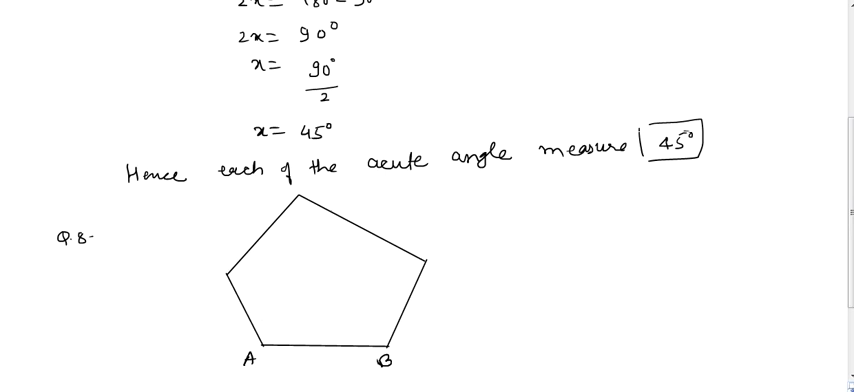 2x = 90°
x = 90°/2
x = 45°
Hence each of the acute angle measure 45°
Q.8-
A B